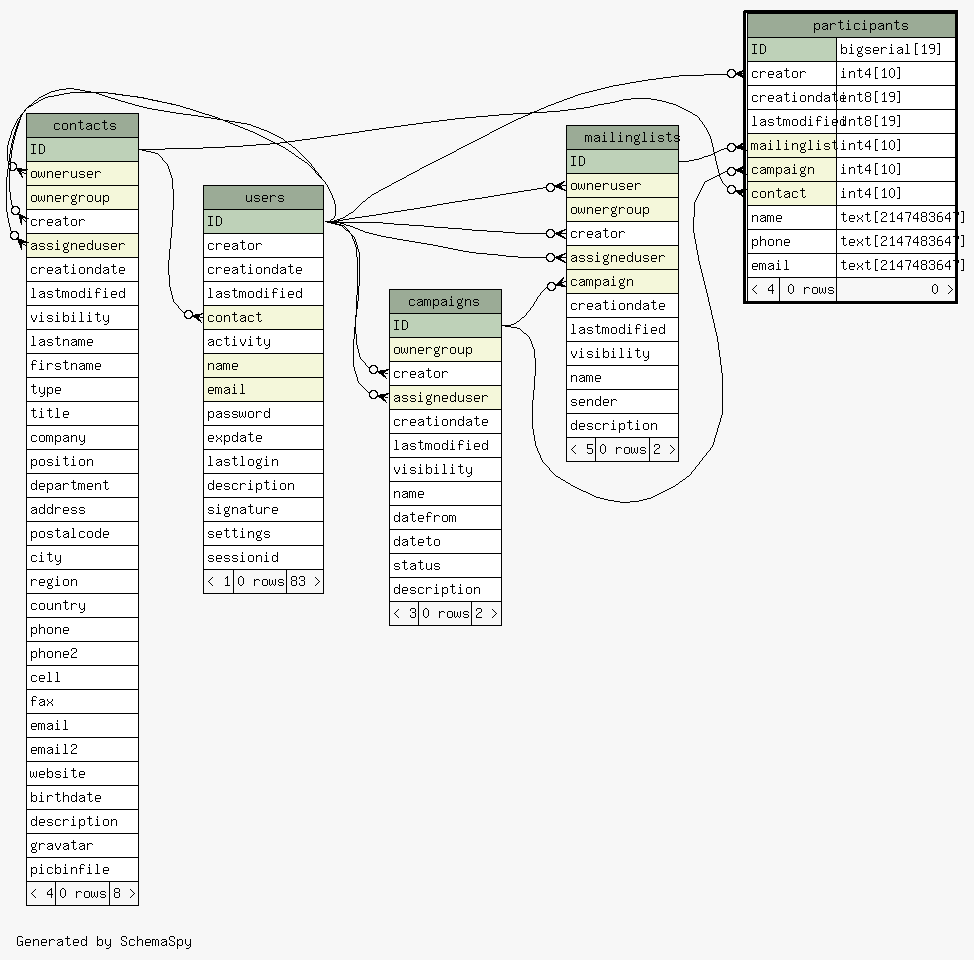 participants
ID bigserial[19]
creator int4[10]
creationdate int8[19]
lastmodified int8[19]
mailinglist int4[10]
campaign int4[10]
contact int4[10]
name text[2147483647]
phone text[2147483647]
email text[2147483647]
< 4 0 rows 0 >
contacts
ID
owneruser
ownergroup
creator
assigneduser
creationdate
lastmodified
visibility
lastname
firstname
type
title
company
position
department
address
postalcode
city
region
country
phone
phone2
cell
fax
email
email2
website
birthdate
description
gravatar
picbinfile
< 4 0 rows 8 >
users
ID
creator
creationdate
lastmodified
contact
activity
name
email
password
expdate
lastlogin
description
signature
settings
sessionid
< 1 0 rows 83 >
campaigns
ID
ownergroup
creator
assigneduser
creationdate
lastmodified
visibility
name
datefrom
dateto
status
description
< 3 0 rows 2 >
mailinglists
ID
owneruser
ownergroup
creator
assigneduser
campaign
creationdate
lastmodified
visibility
name
sender
description
< 5 0 rows 2 >
Generated by SchemaSpy